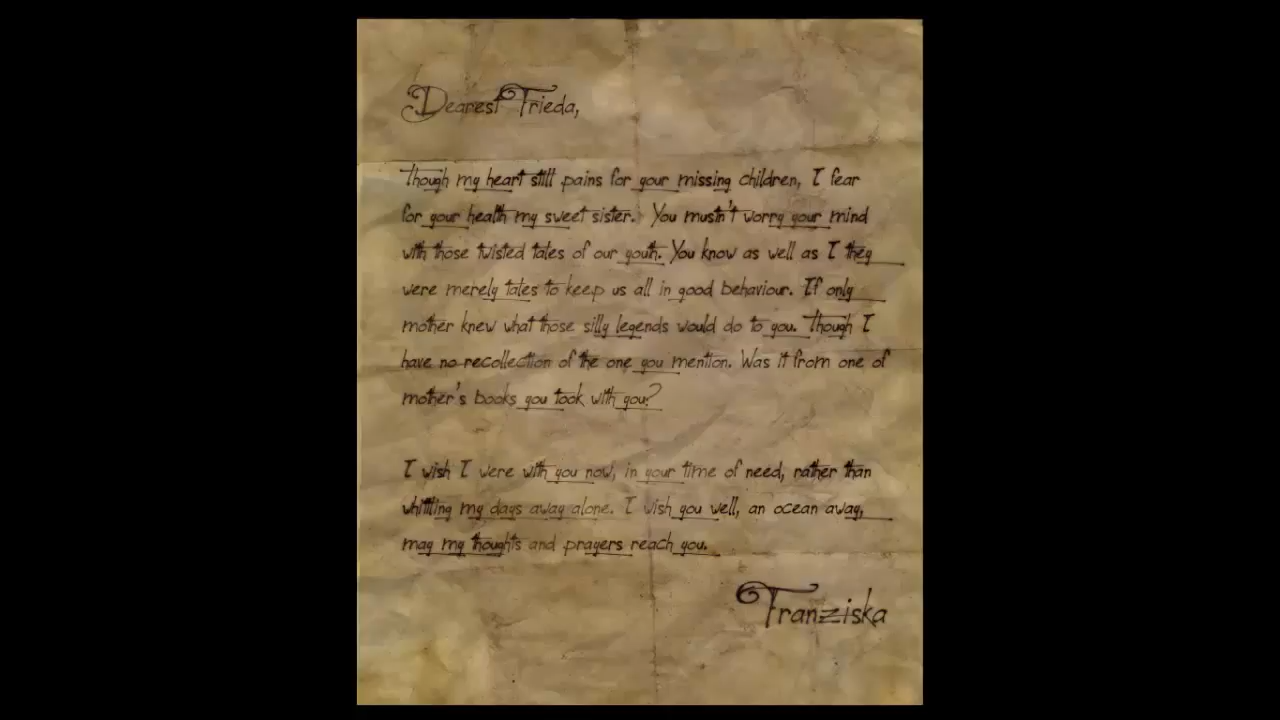 Dearest Frieda,
Though my heart still pains for your missing children, I fear
for your health my sweet sister. You mustn't worry your mind
with those twisted tales of our youth. You know as well as I they
were merely tales to keep us all in good behaviour. If only
mother knew what those silly legends would do to you. Though I
have no recollection of the one you mention. Was it from one of
mother's books you took with you?
I wish I were with you now, in your time of need, rather than
whittling my days away alone. I wish you well, an ocean away,
may my thoughts and prayers reach you.
Franziska